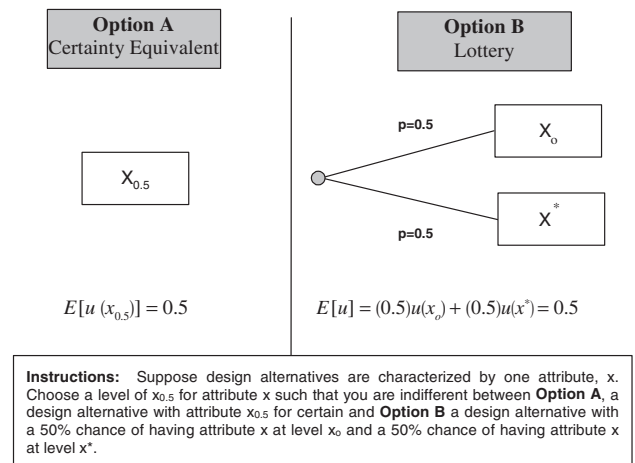 Option A
Certainty Equivalent
Option B
Lottery
X0.5
p=0.5
Xo
p=0.5
X*
E[u (x0.5)] = 0.5
E[u] = (0.5)u(xo) + (0.5)u(x*) = 0.5
Instructions: Suppose design alternatives are characterized by one attribute, x.
Choose a level of x0.5 for attribute x such that you are indifferent between Option A, a
design alternative with attribute x0.5 for certain and Option B a design alternative with
a 50% chance of having attribute x at level xo and a 50% chance of having attribute x
at level x*.